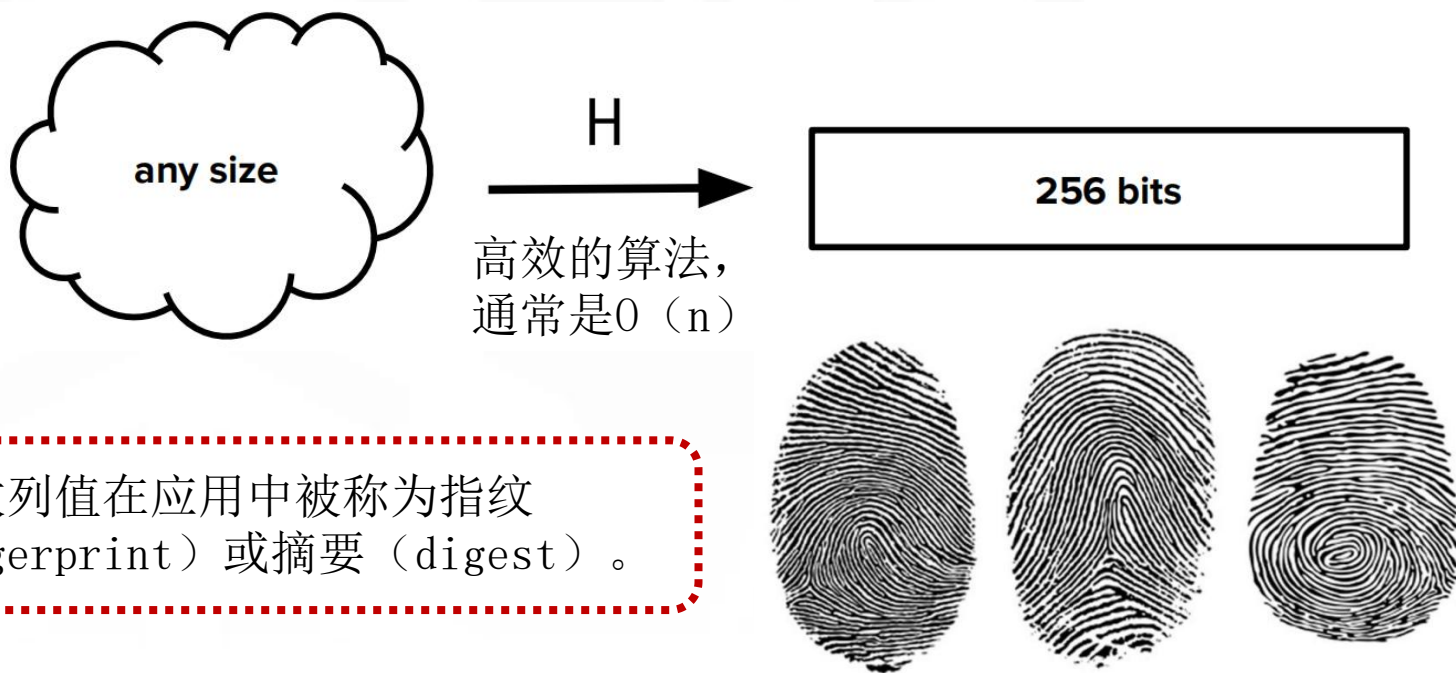 any size
H
256 bits
高效的算法，
通常是O（n）
列值在应用中被称为指纹
gerprint）或摘要（digest）。